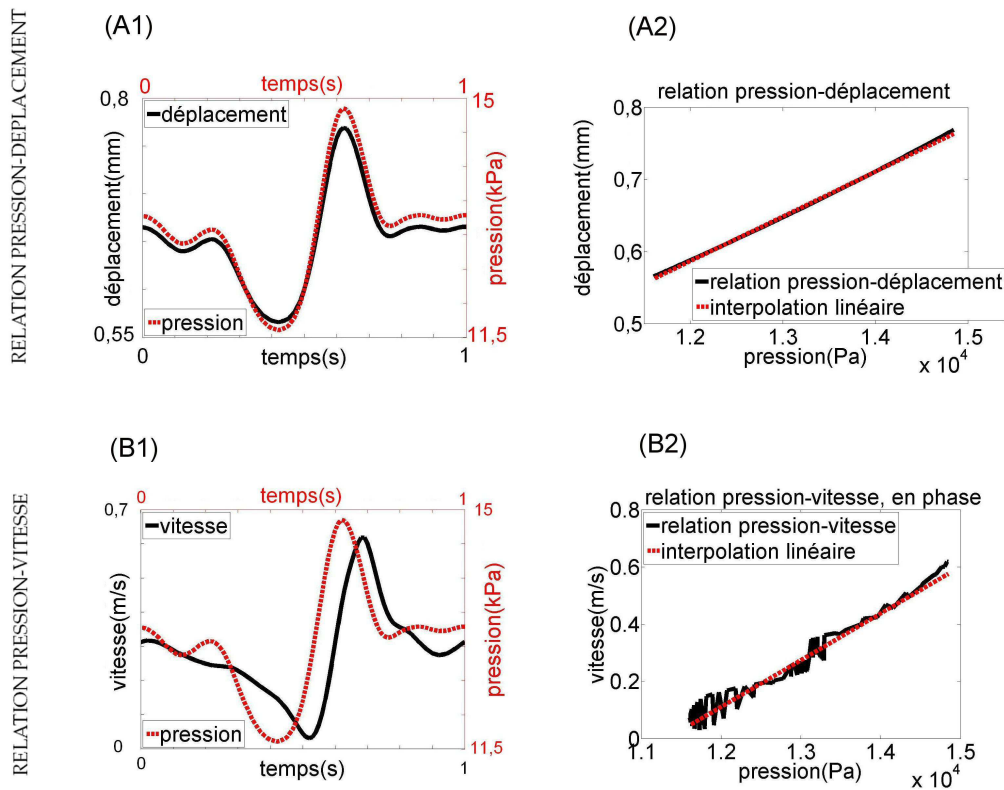 RELATION PRESSION-DEPLACEMENT
(A1)
0 temps(s) 1
0,8
déplacement
15
déplacement(mm)
pression(kPa)
pression
0,55
11,5
0 temps(s) 1
(A2)
relation pression-déplacement
0.8
0.7
0.6
0.5
déplacement(mm)
relation pression-déplacement
interpolation linéaire
1.2 1.3 1.4 1.5
pression(Pa)
x 10⁴
RELATION PRESSION-VITESSE
(B1)
0 temps(s) 1
0,7
vitesse
15
vitesse(m/s)
pression(kPa)
pression
0
11,5
0 temps(s) 1
(B2)
relation pression-vitesse, en phase
0.8
relation pression-vitesse
interpolation linéaire
0.6
0.4
0.2
0
vitesse(m/s)
1.1 1.2 1.3 1.4 1.5
pression(Pa)
x 10⁴